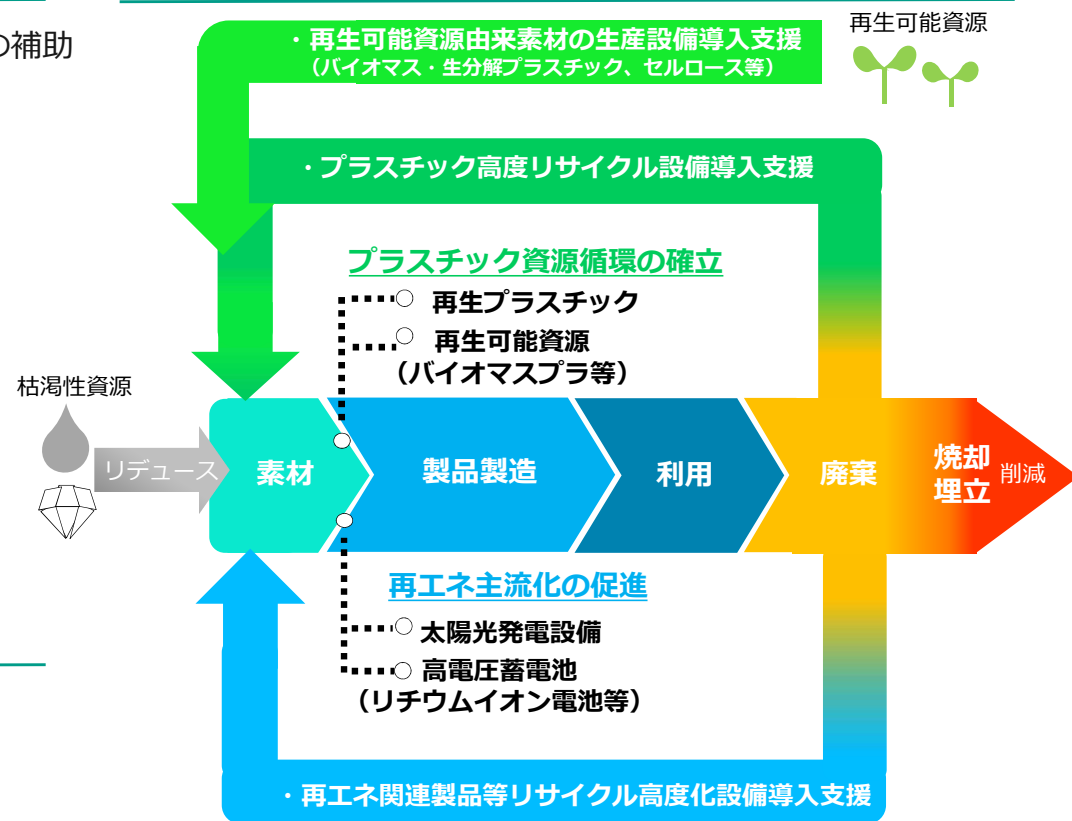 の補助
・再生可能資源由来素材の生産設備導入支援
（バイオマス・生分解プラスチック、セルロース等）
再生可能資源
・プラスチック高度リサイクル設備導入支援
プラスチック資源循環の確立
再生プラスチック
再生可能資源
（バイオマスプラ等）
枯渇性資源
リデュース
素材
製品製造
利用
廃棄
焼却
埋立
削減
再エネ主流化の促進
太陽光発電設備
高電圧蓄電池
（リチウムイオン電池等）
・再エネ関連製品等リサイクル高度化設備導入支援